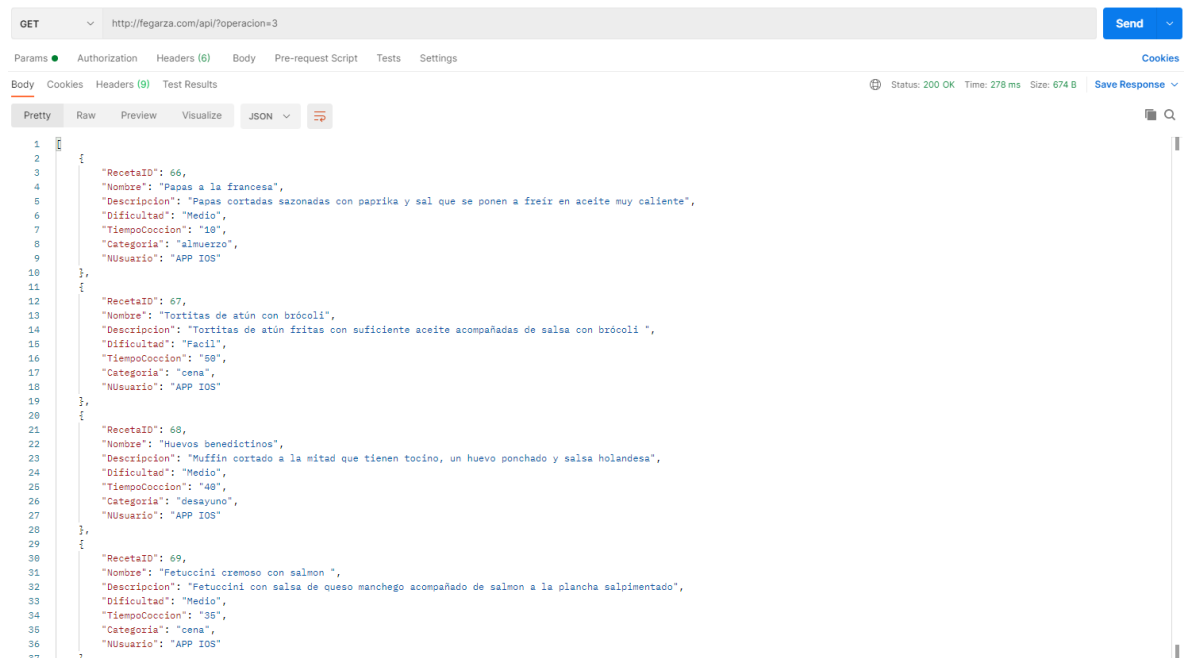 GET http://fegarza.com/api/?operacion=3 Send
Params Authorization Headers (6) Body Pre-request Script Tests Settings Cookies
Body Cookies Headers (9) Test Results Status: 200 OK Time: 278 ms Size: 674 B Save Response
Pretty Raw Preview Visualize JSON
1 [
2 {
3 "RecetaID": 66,
4 "Nombre": "Papas a la francesa",
5 "Descripcion": "Papas cortadas sazonadas con paprika y sal que se ponen a freir en aceite muy caliente",
6 "Dificultad": "Medio",
7 "TiempoCoccion": "10",
8 "Categoria": "almuerzo",
9 "NUsuario": "APP IOS"
10 },
11 {
12 "RecetaID": 67,
13 "Nombre": "Tortitas de atún con brócoli",
14 "Descripcion": "Tortitas de atún fritas con suficiente aceite acompañadas de salsa con brócoli ",
15 "Dificultad": "Facil",
16 "TiempoCoccion": "50",
17 "Categoria": "cena",
18 "NUsuario": "APP IOS"
19 },
20 {
21 "RecetaID": 68,
22 "Nombre": "Huevos benedictinos",
23 "Descripcion": "Muffin cortado a la mitad que tienen tocino, un huevo ponchado y salsa holandesa",
24 "Dificultad": "Medio",
25 "TiempoCoccion": "40",
26 "Categoria": "desayuno",
27 "NUsuario": "APP IOS"
28 },
29 {
30 "RecetaID": 69,
31 "Nombre": "Fetuccini cremoso con salmon ",
32 "Descripcion": "Fetuccini con salsa de queso manchego acompañado de salmon a la plancha salpimentado",
33 "Dificultad": "Medio",
34 "TiempoCoccion": "35",
35 "Categoria": "cena",
36 "NUsuario": "APP IOS"